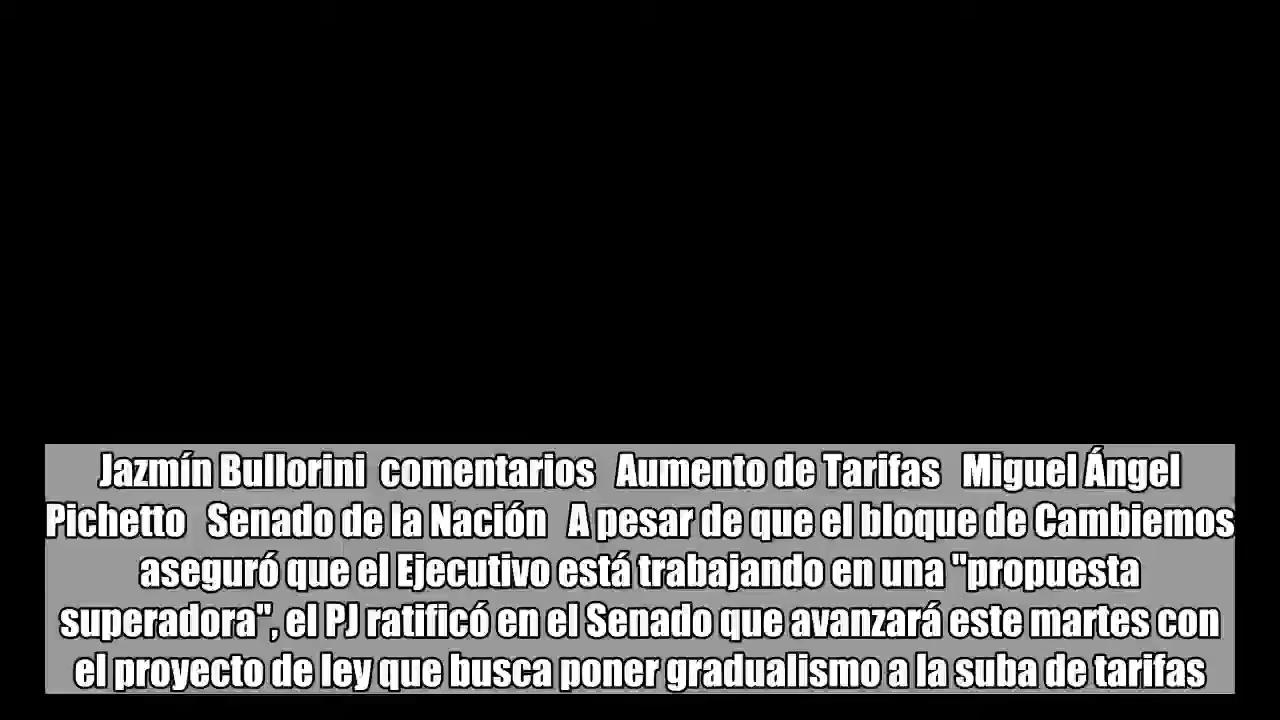 Jazmín Bullorini comentarios Aumento de Tarifas Miguel Ángel
Pichetto Senado de la Nación A pesar de que el bloque de Cambiemos
aseguró que el Ejecutivo está trabajando en una "propuesta
superadora", el PJ ratificó en el Senado que avanzará este martes con
el proyecto de ley que busca poner gradualismo a la suba de tarifas